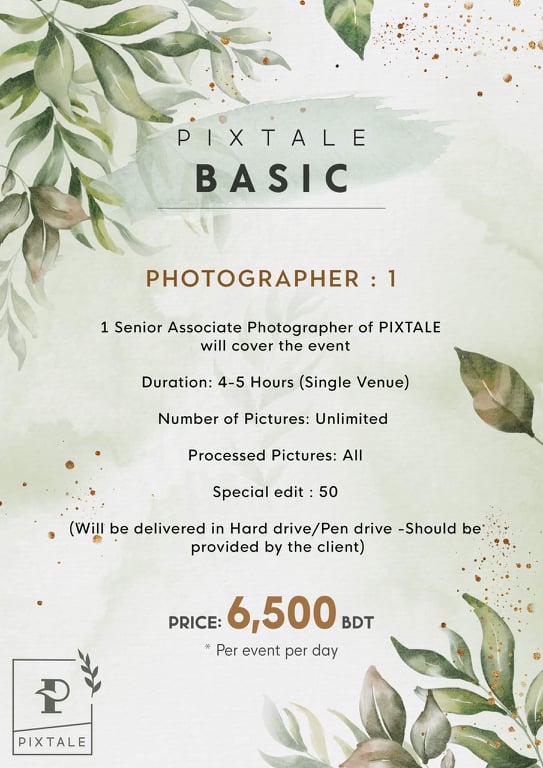 PIXTALE
BASIC
PHOTOGRAPHER : 1
1 Senior Associate Photographer of PIXTALE
will cover the event
Duration: 4-5 Hours (Single Venue)
Number of Pictures: Unlimited
Processed Pictures: All
Special edit : 50
(Will be delivered in Hard drive/Pen drive -Should be
provided by the client)
PRICE: 6,500 BDT
* Per event per day
P
PIXTALE